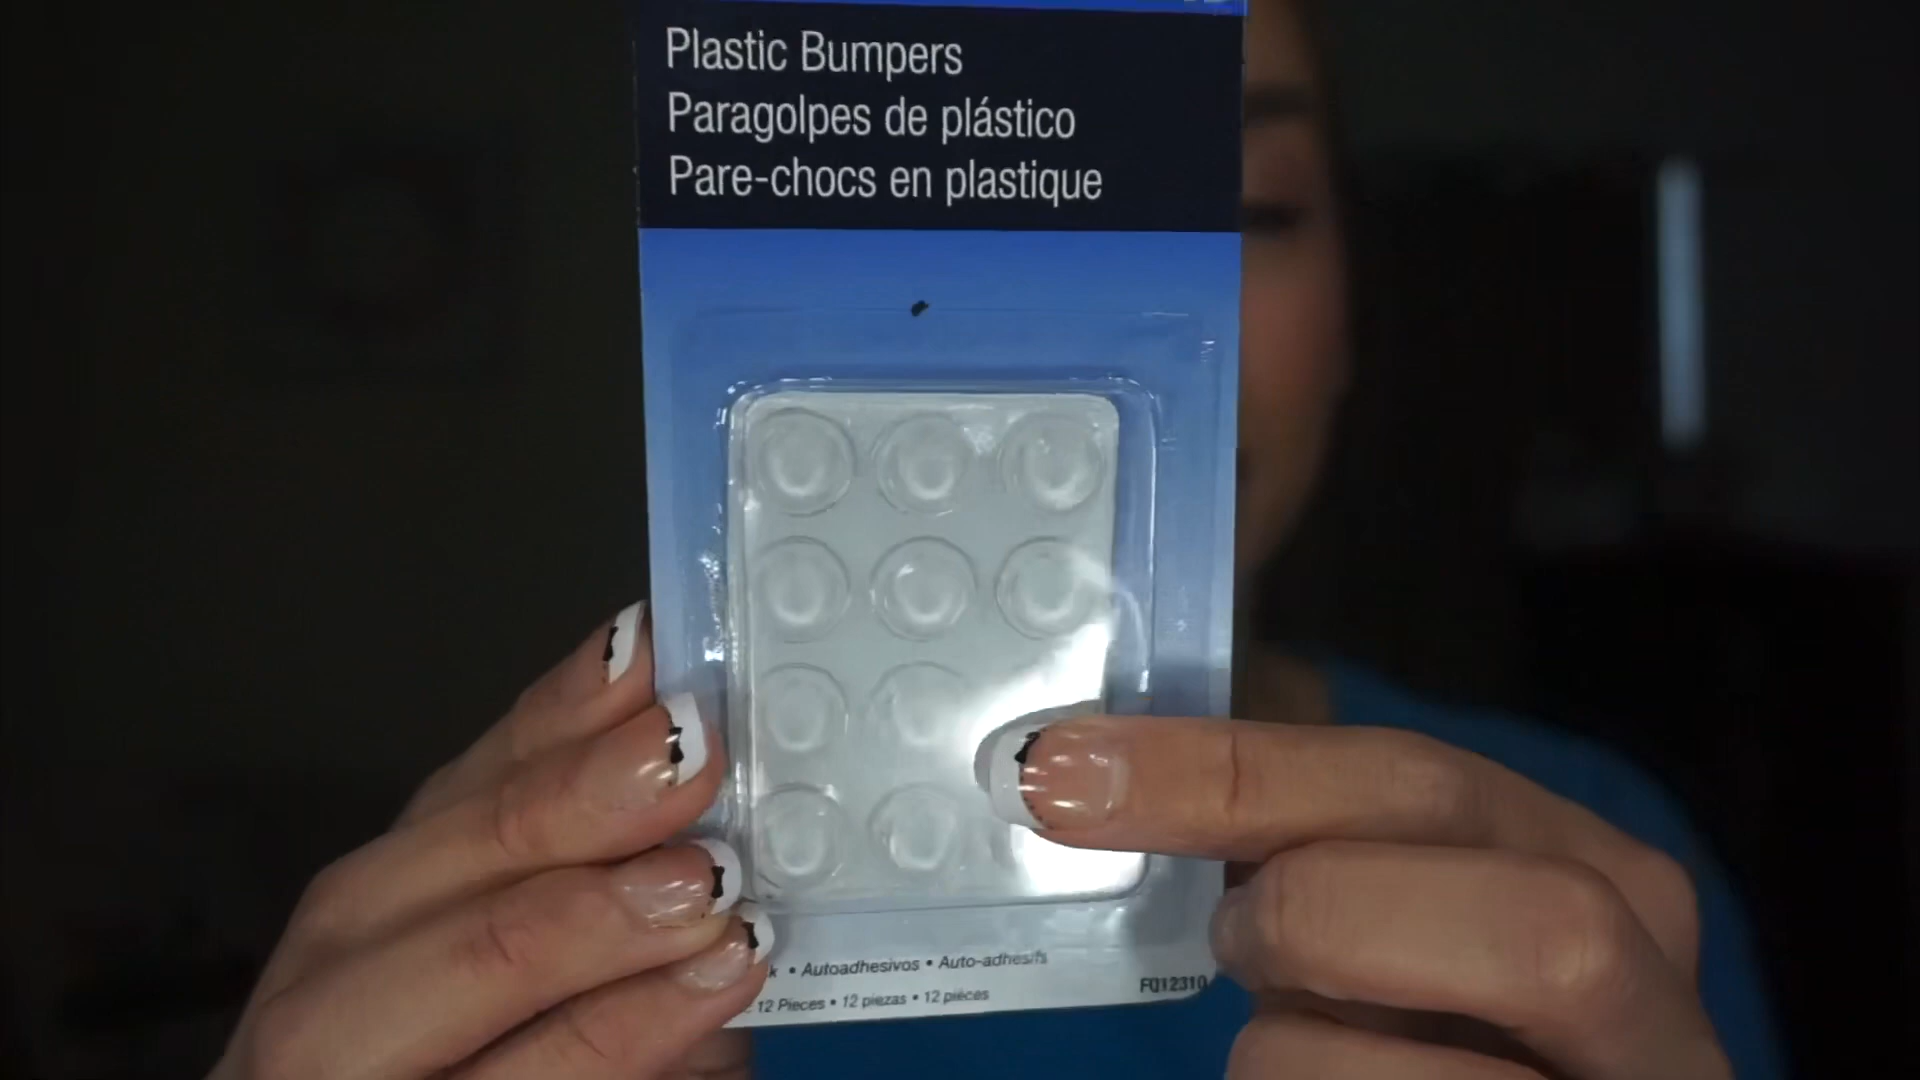 Plastic Bumpers
Paragolpes de plástico
Pare-chocs en plastique
• Autoadhesivos • Auto-adhesifs
12 Pieces • 12 piezas • 12 pièces
FQ12310